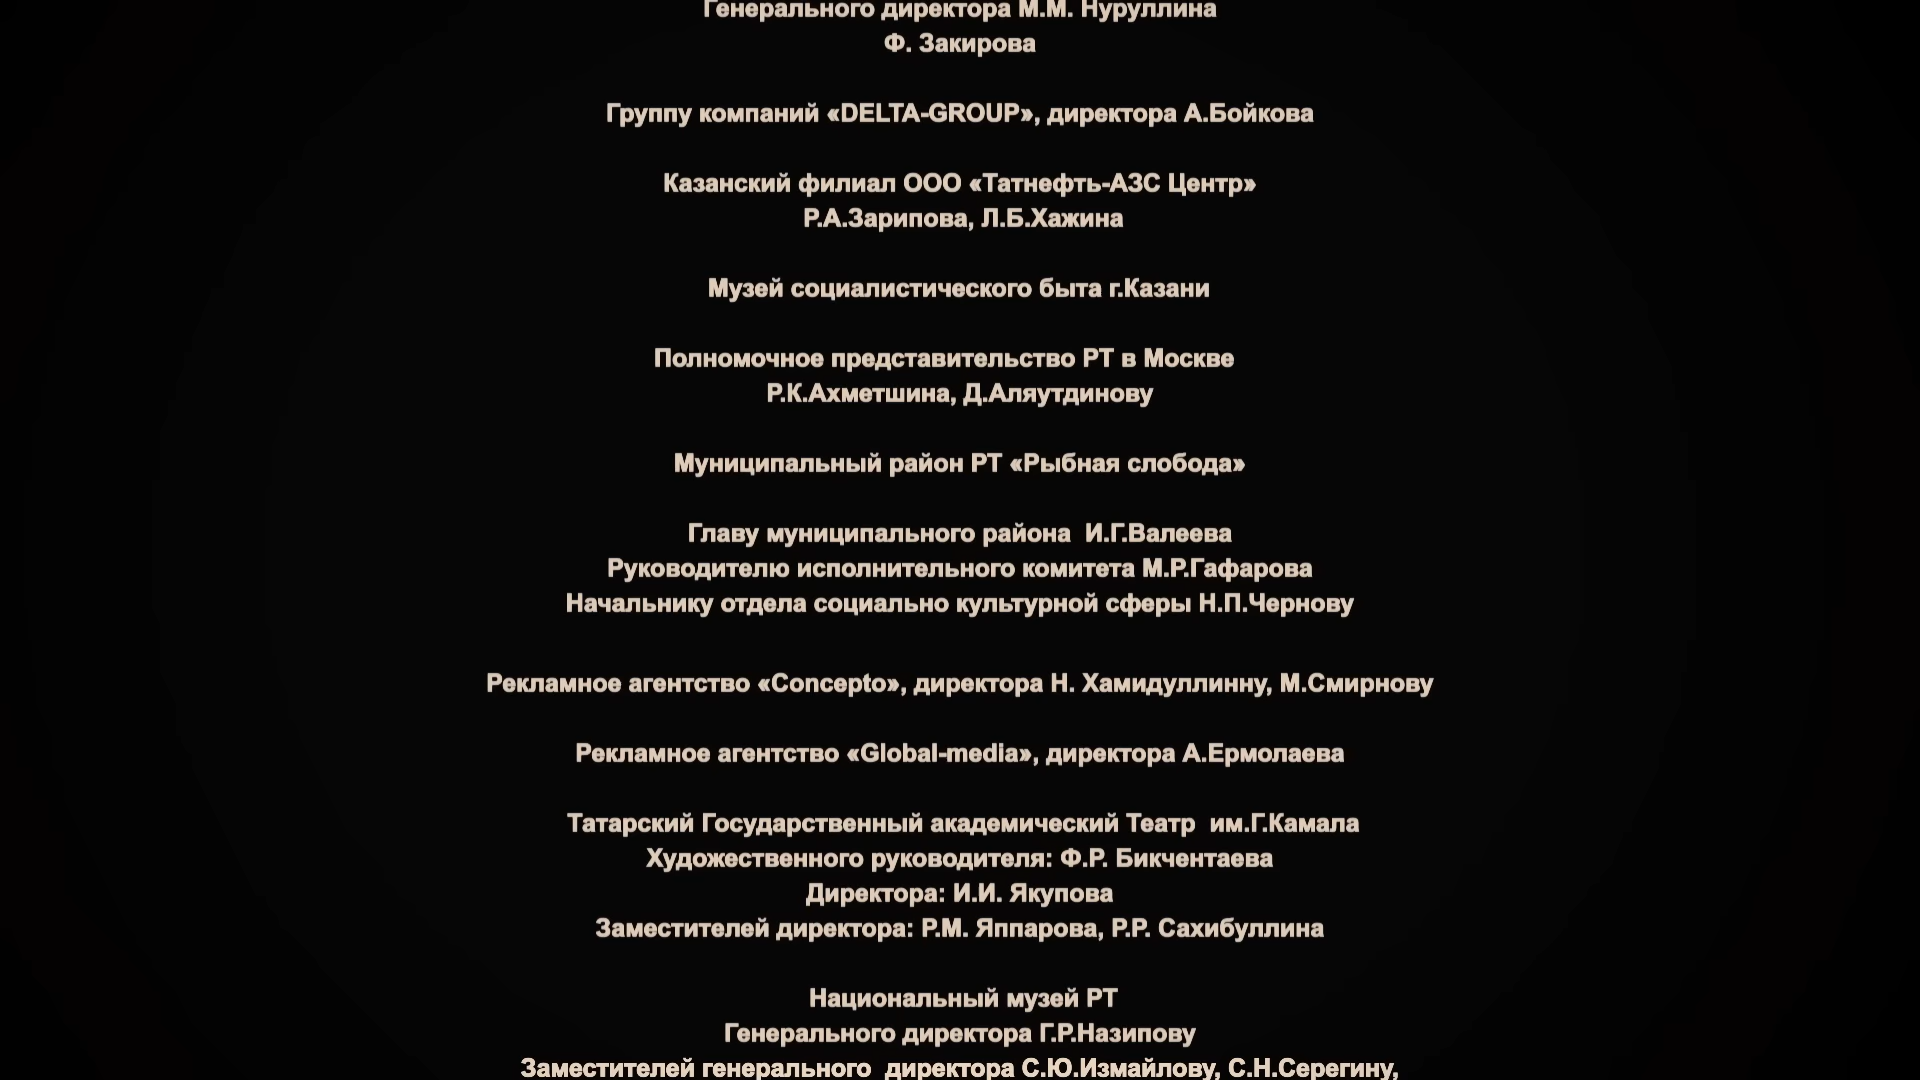 Генерального директора М.М. Нуруллина
Ф. Закирова
Группу компаний «DELTA-GROUP», директора А.Бойкова
Казанский филиал ООО «Татнефть-АЗС Центр»
Р.А.Зарипова, Л.Б.Хажина
Музей социалистического быта г.Казани
Полномочное представительство РТ в Москве
Р.К.Ахметшина, Д.Аляутдинову
Муниципальный район РТ «Рыбная слобода»
Главу муниципального района  И.Г.Валеева
Руководителю исполнительного комитета М.Р.Гафарова
Начальнику отдела социально культурной сферы Н.П.Чернову
Рекламное агентство «Concepto», директора Н. Хамидуллинну, М.Смирнову
Рекламное агентство «Global-media», директора А.Ермолаева
Татарский Государственный академический Театр  им.Г.Камала
Художественного руководителя: Ф.Р. Бикчентаева
Директора: И.И. Якупова
Заместителей директора: Р.М. Яппарова, Р.Р. Сахибуллина
Национальный музей РТ
Генерального директора Г.Р.Назипову
Заместителей генерального  директора С.Ю.Измайлову, С.Н.Серегину,